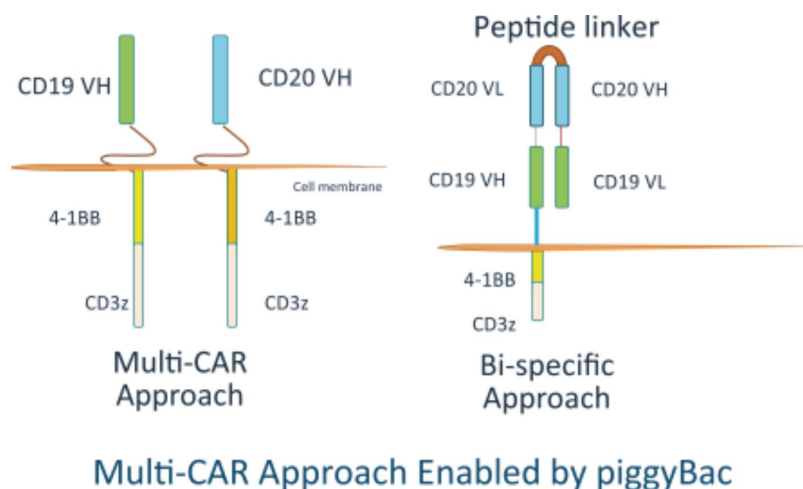 CD19 VH
CD20 VH
Cell membrane
4-1BB
4-1BB
CD3z
CD3z
Multi-CAR
Approach
Peptide linker
CD20 VL
CD20 VH
CD19 VH
CD19 VL
4-1BB
CD3z
Bi-specific
Approach
Multi-CAR Approach Enabled by piggyBac